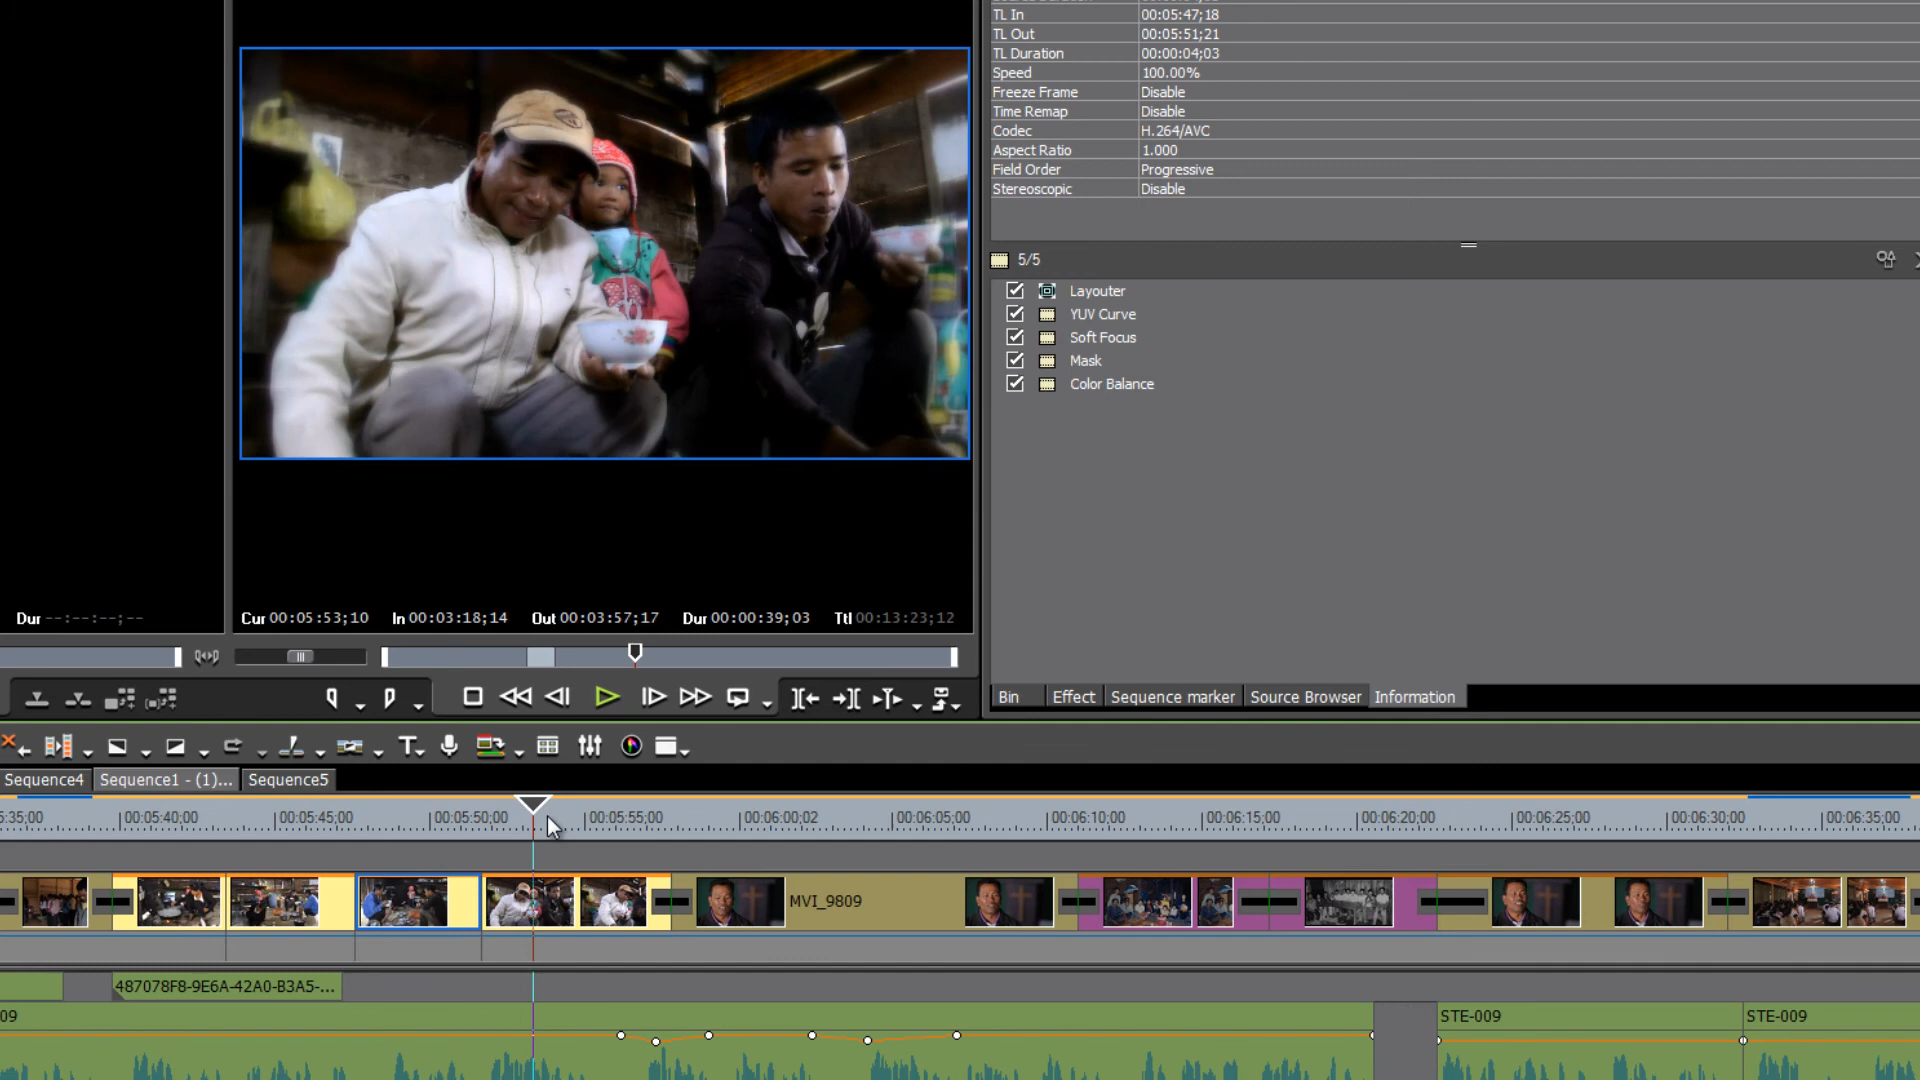 TL In 00:05:47;18
TL Out 00:05:51;21
TL Duration 00:00:04;03
Speed 100.00%
Freeze Frame Disable
Time Remap Disable
Codec H.264/AVC
Aspect Ratio 1.000
Field Order Progressive
Stereoscopic Disable
5/5
Layouter
YUV Curve
Soft Focus
Mask
Color Balance
Dur --:--:--;-- Cur 00:05:53;10 In 00:03:18;14 Out 00:03:57;17 Dur 00:00:39;03 Ttl 00:13:23;12
Bin Effect Sequence marker Source Browser Information
Sequence4 Sequence1 - (1)... Sequence5
5:35;00 00:05:40;00 00:05:45;00 00:05:50;00 00:05:55;00 00:06:00;02 00:06:05;00 00:06:10;00 00:06:15;00 00:06:20;00 00:06:25;00 00:06:30;00 00:06:35;00
MVI_9809
487078F8-9E6A-42A0-B3A5-...
09 STE-009 STE-009